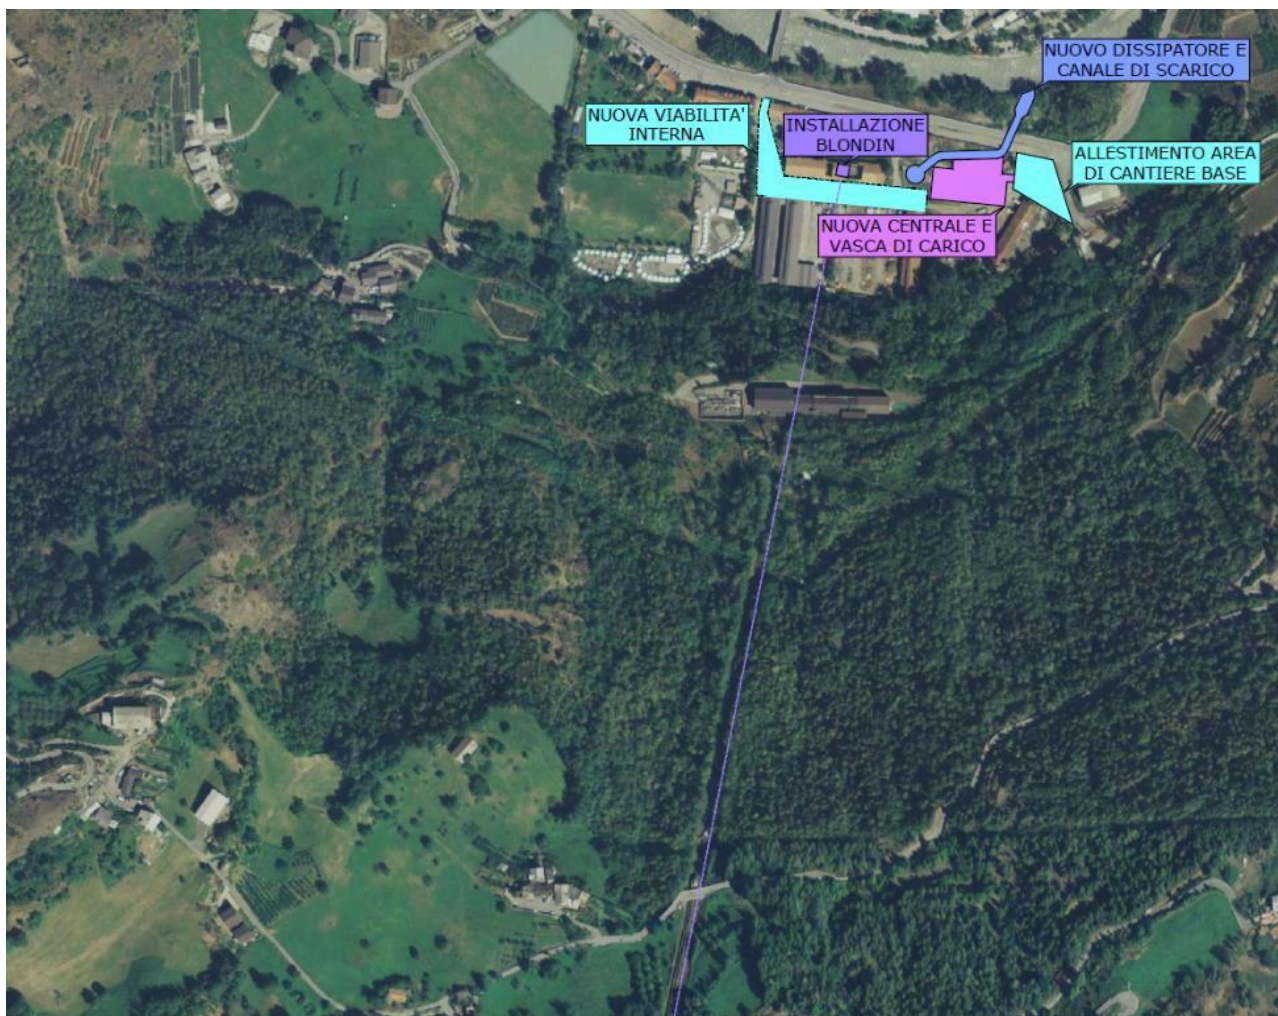 NUOVO DISSIPATORE E
CANALE DI SCARICO
NUOVA VIABILITA'
INTERNA
INSTALLAZIONE
BLONDIN
ALLESTIMENTO AREA
DI CANTIERE BASE
NUOVA CENTRALE E
VASCA DI CARICO